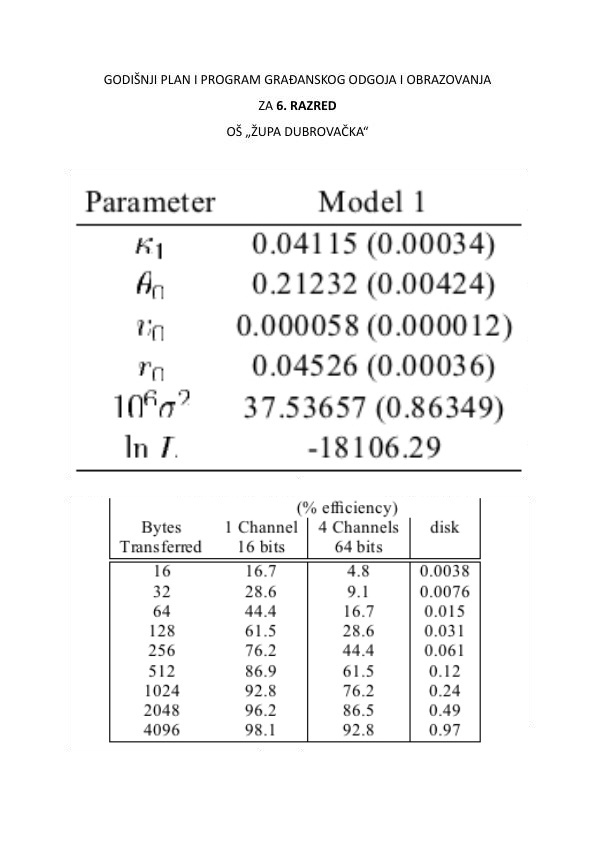 GODIŠNJI PLAN I PROGRAM GRAĐANSKOG ODGOJA I OBRAZOVANJA
ZA 6. RAZRED
OŠ „ŽUPA DUBROVAČKA“
Parameter Model 1
κ1 0.04115 (0.00034)
θ0 0.21232 (0.00424)
v0 0.000058 (0.000012)
r0 0.04526 (0.00036)
10^6σ^2 37.53657 (0.86349)
ln L -18106.29
(% efficiency)
Bytes 1 Channel 4 Channels disk
Transferred 16 bits 64 bits
16 16.7 4.8 0.0038
32 28.6 9.1 0.0076
64 44.4 16.7 0.015
128 61.5 28.6 0.031
256 76.2 44.4 0.061
512 86.9 61.5 0.12
1024 92.8 76.2 0.24
2048 96.2 86.5 0.49
4096 98.1 92.8 0.97